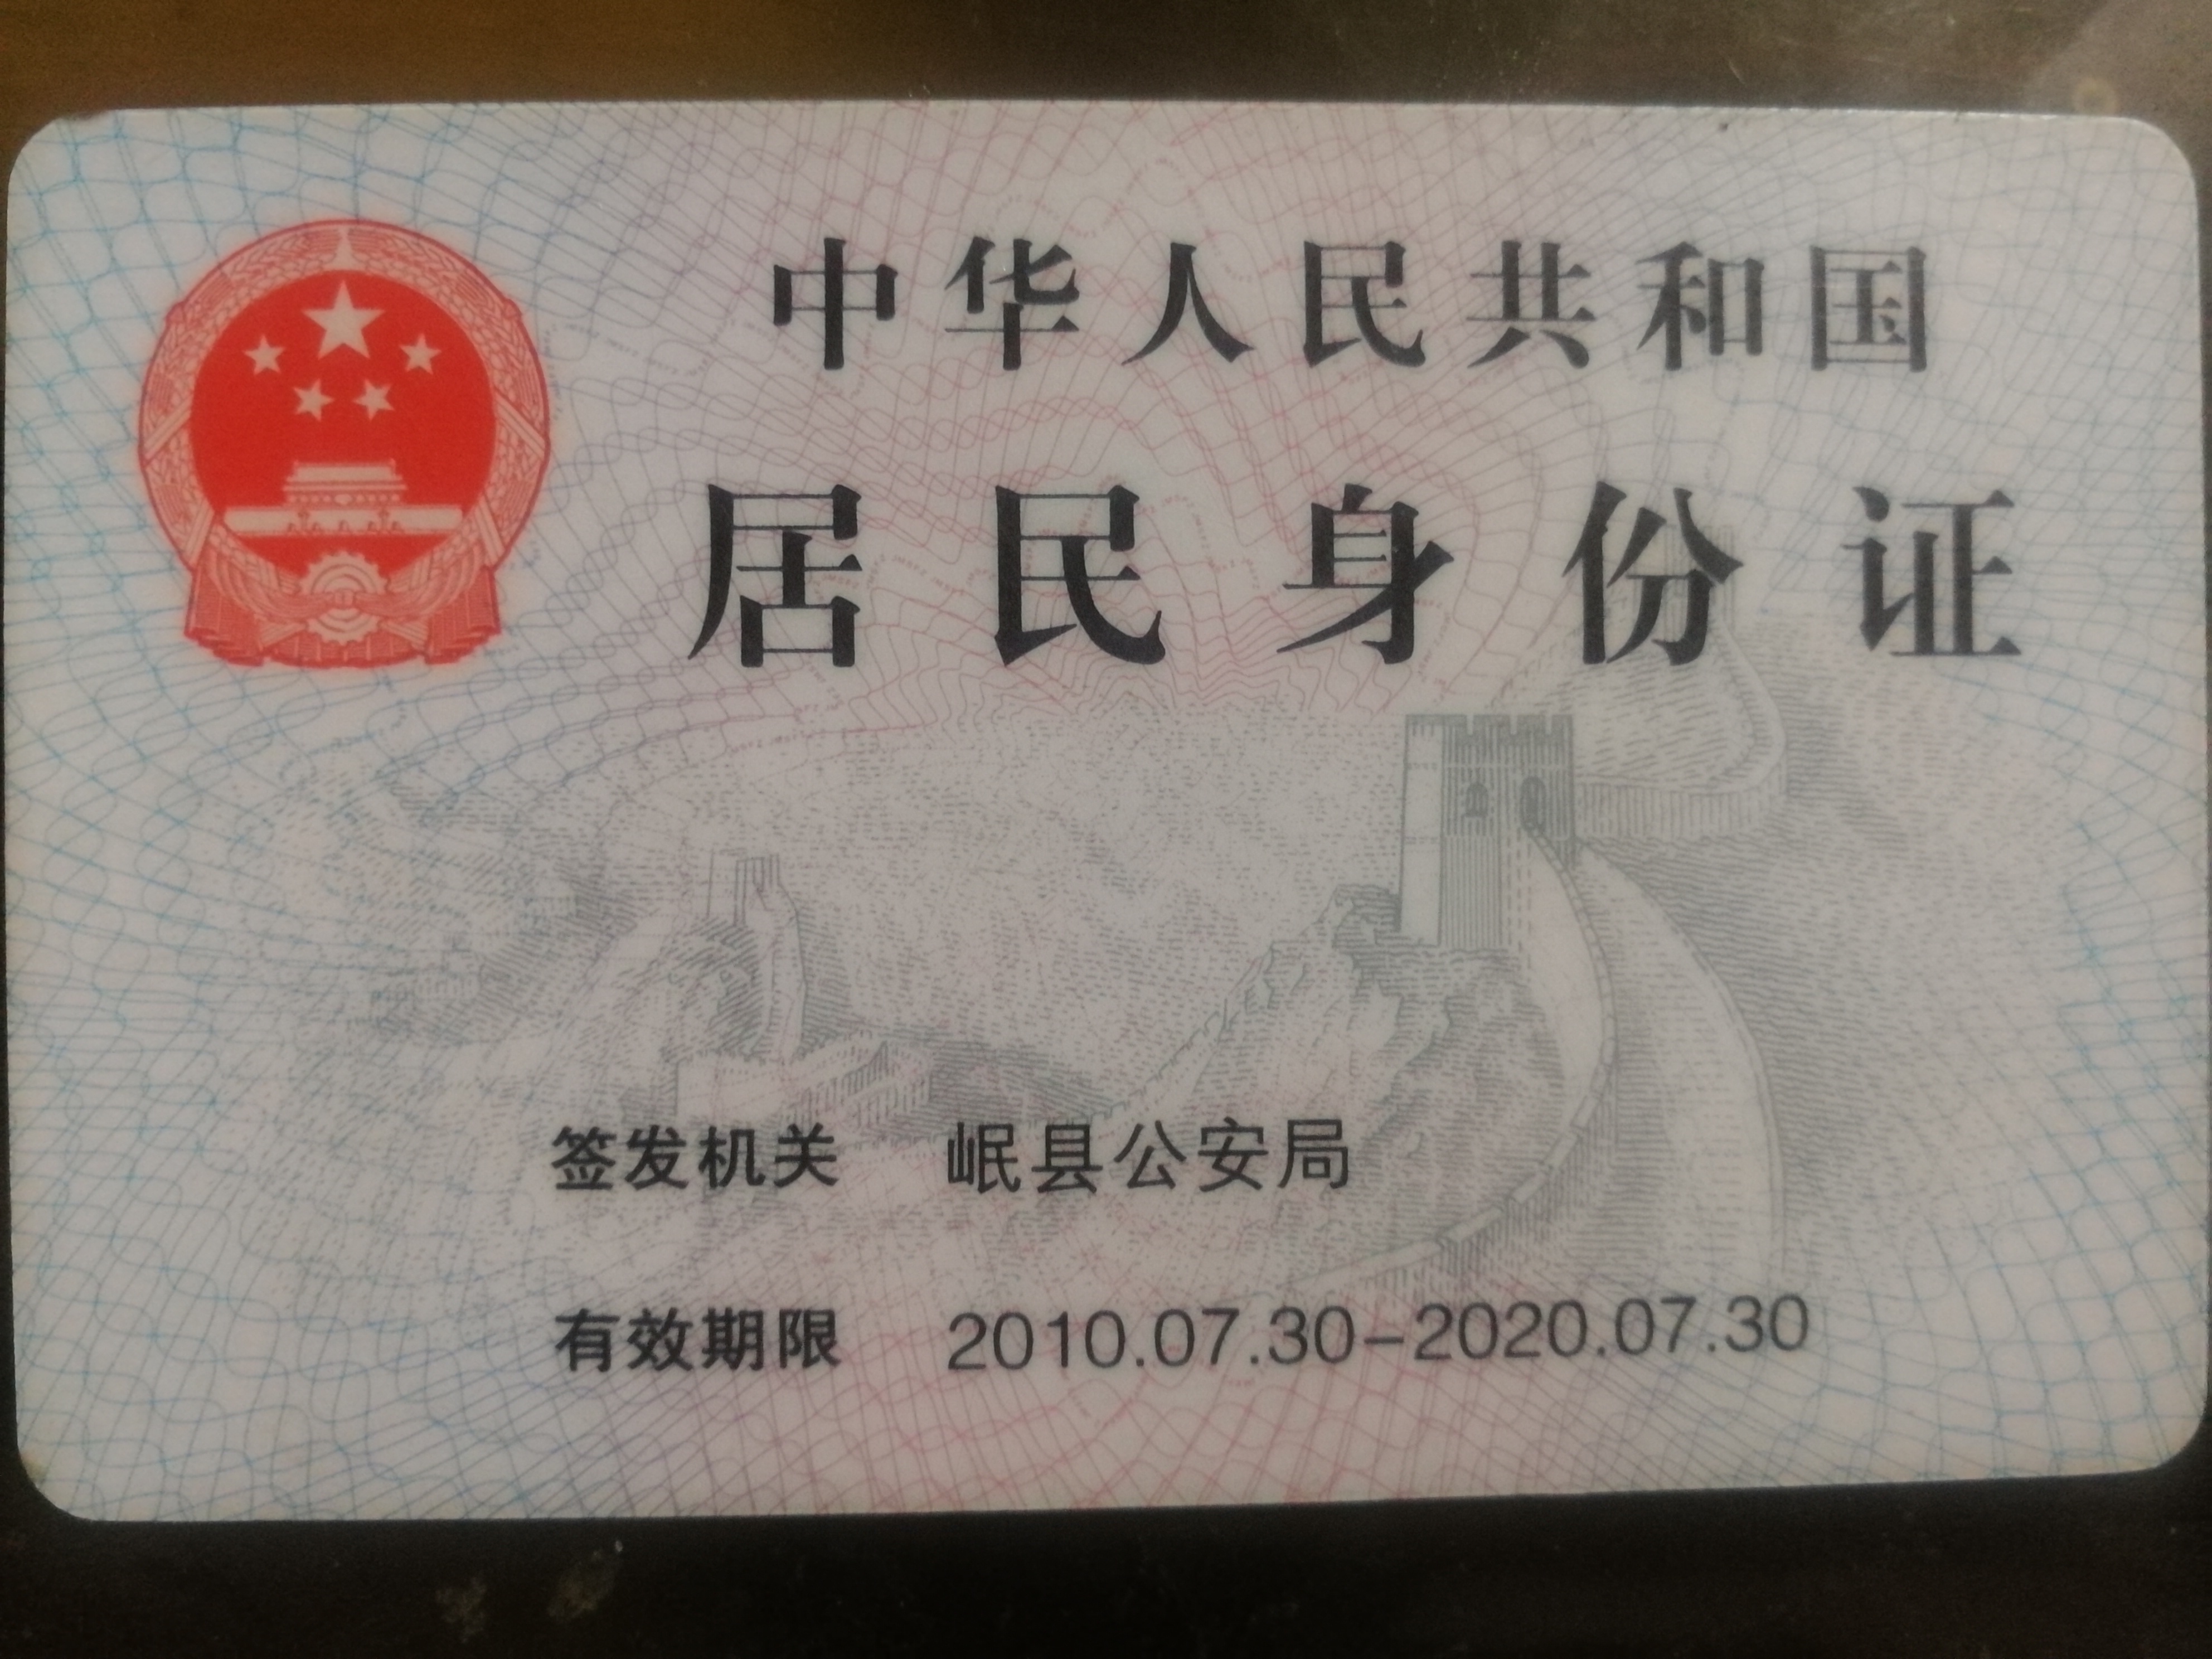 中华人民共和国
居民身份证
签发机关 岷县公安局
有效期限 2010.07.30-2020.07.30